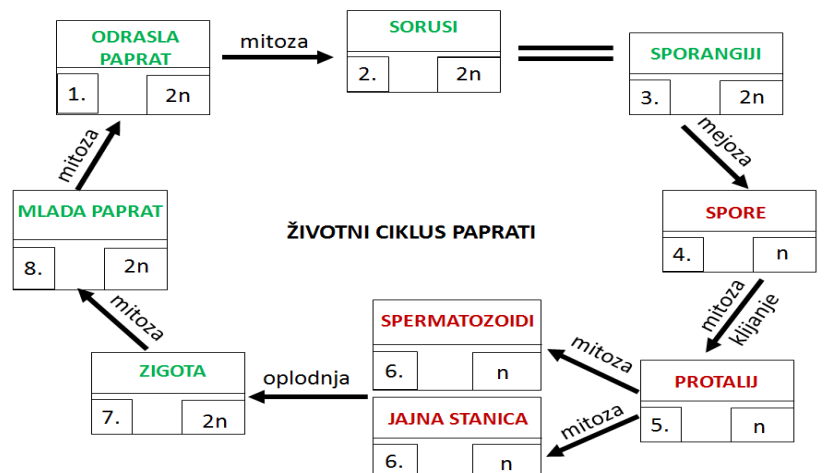 ODRASLA
PAPRAT
1.
2n
mitoza
SORUSI
2.
2n
SPORANGIJI
3.
2n
mejoza
SPORE
4.
n
mitoza
klijanje
PROTALIJ
5.
n
mitoza
mitoza
SPERMATOZOIDI
6.
n
JAJNA STANICA
6.
n
oplodnja
ZIGOTA
7.
2n
mitoza
MLADA PAPRAT
8.
2n
mitoza
ŽIVOTNI CIKLUS PAPRATI